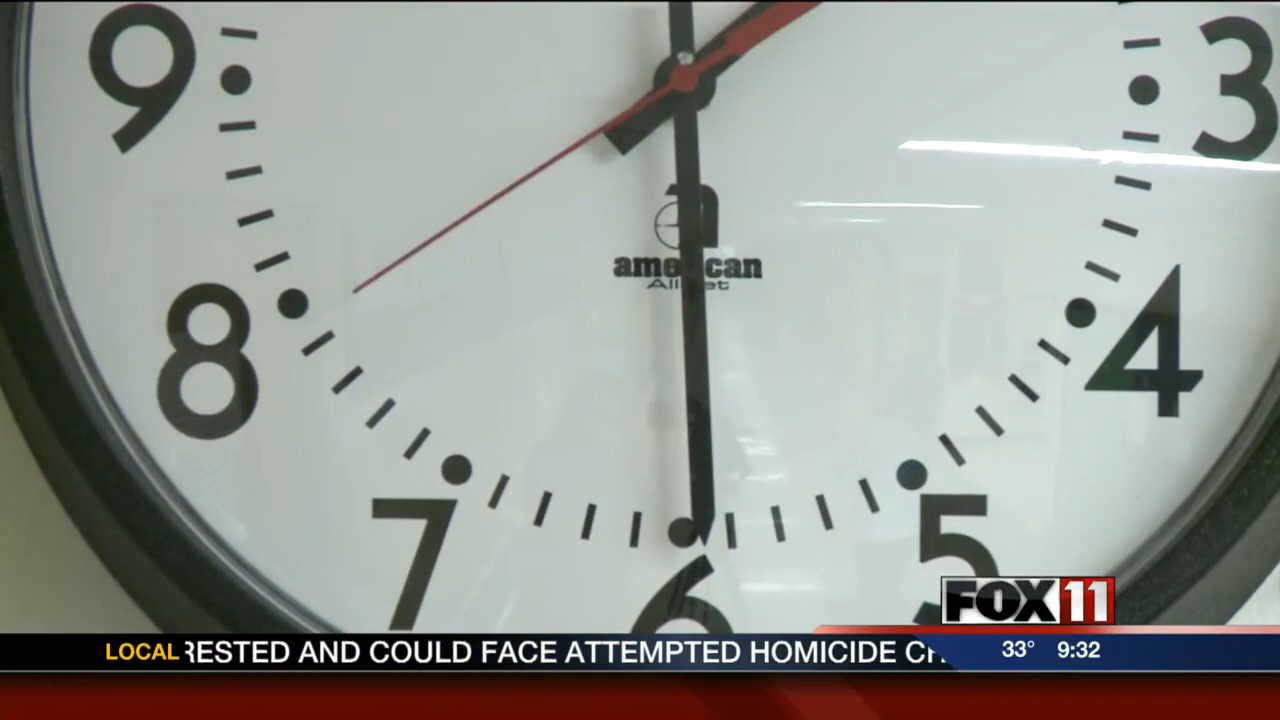 9
3
american
8
4
7
5
6
FOX 11
LOCAL RESTED AND COULD FACE ATTEMPTED HOMICIDE 33° 9:32